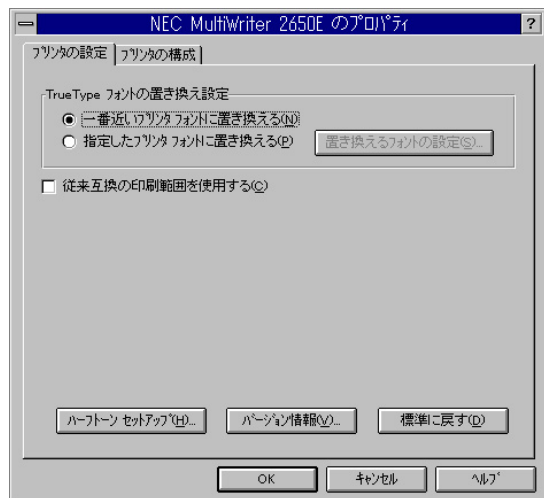 NEC MultiWriter 2650E のﾌﾟﾛﾊﾟﾃｨ
?
ﾌﾟﾘﾝﾀの設定 ﾌﾟﾘﾝﾀの構成
TrueType ﾌｫﾝﾄの置き換え設定
一番近いﾌﾟﾘﾝﾀ ﾌｫﾝﾄに置き換える(N)
指定したﾌﾟﾘﾝﾀ ﾌｫﾝﾄに置き換える(P) 置き換えるﾌｫﾝﾄの設定(S)...
従来互換の印刷範囲を使用する(C)
ﾊｰﾌﾄｰﾝ ｾｯﾄｱｯﾌﾟ(H)... ﾊﾞｰｼﾞｮﾝ情報(V)... 標準に戻す(D)
OK ｷｬﾝｾﾙ ﾍﾙﾌﾟ